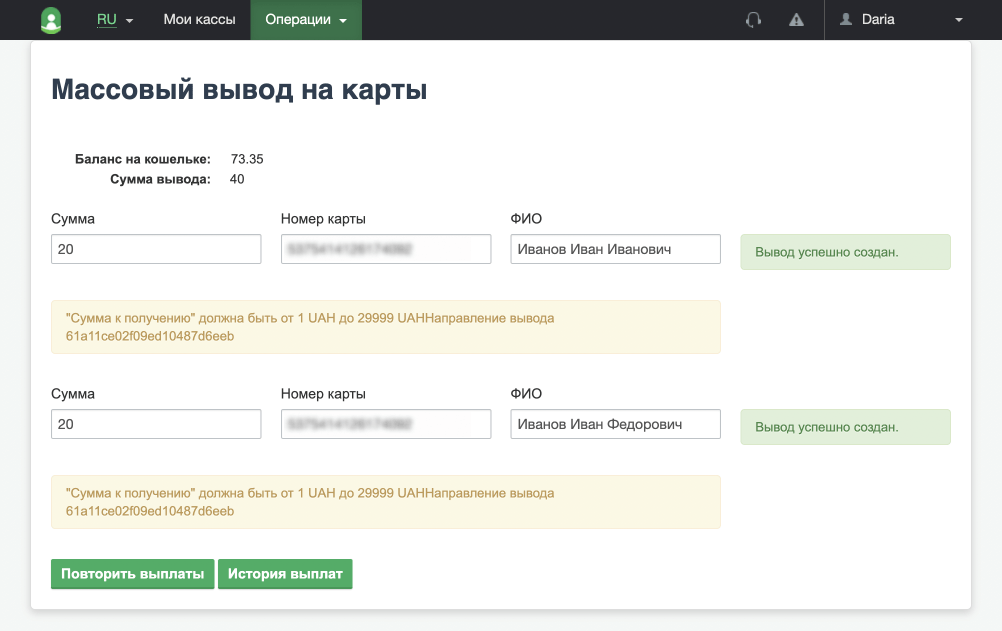 RU Мои кассы Операции Daria
Массовый вывод на карты
Баланс на кошельке: 73.35
Сумма вывода: 40
Сумма Номер карты ФИО
20 Иванов Иван Иванович Вывод успешно создан.
"Сумма к получению" должна быть от 1 UAH до 29999 UAHНаправление вывода
61a11ce02f09ed10487d6eeb
Сумма Номер карты ФИО
20 Иванов Иван Федорович Вывод успешно создан.
"Сумма к получению" должна быть от 1 UAH до 29999 UAHНаправление вывода
61a11ce02f09ed10487d6eeb
Повторить выплаты История выплат